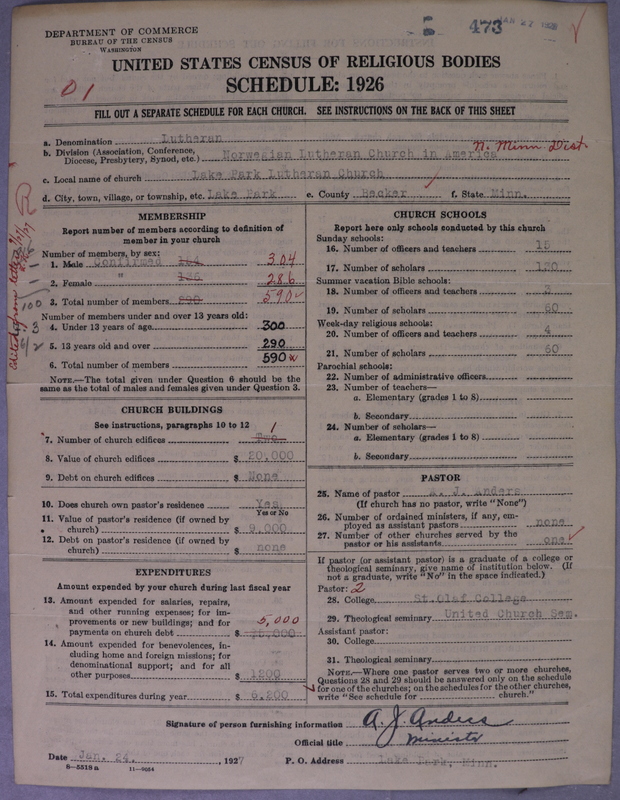 DEPARTMENT OF COMMERCE
BUREAU OF THE CENSUS
WASHINGTON
5 473 JAN 27
UNITED STATES CENSUS OF RELIGIOUS BODIES
SCHEDULE: 1926
FILL OUT A SEPARATE SCHEDULE FOR EACH CHURCH. SEE INSTRUCTIONS ON THE BACK OF THIS SHEET
a. Denomination Lutheran
b. Division (Association, Conference, Diocese, Presbytery, Synod, etc.) Norwegian Lutheran Church in America N. Minn Dist.
c. Local name of church Lake Park Lutheran Church
d. City, town, village, or township, etc. Lake Park e. County Becker f. State Minn.
MEMBERSHIP
Report number of members according to definition of
member in your church
Number of members, by sex:
1. Male Confirmed 304
2. Female " 286
3. Total number of members 590
Number of members under and over 13 years old:
4. Under 13 years of age 300
5. 13 years old and over 290
6. Total number of members 590
NOTE.—The total given under Question 6 should be
same as the total of males and females given under Question 3.
CHURCH BUILDINGS
See instructions, paragraphs 10 to 12
7. Number of church edifices Two 1
8. Value of church edifices $ 20,000
9. Debt on church edifices $ None
10. Does church own pastor's residence Yes
Yes or No
11. Value of pastor's residence (if owned by
church) $ 9,000
12. Debt on pastor's residence (if owned by
church) $ none
EXPENDITURES
Amount expended by your church during last fiscal year
13. Amount expended for salaries, repairs,
and other running expenses; for im-
provements or new buildings; and for 5,000
payments on church debt $
14. Amount expended for benevolences, in-
cluding home and foreign missions; for
denominational support; and for all
other purposes $ 1200
15. Total expenditures during year $ 6,200
CHURCH SCHOOLS
Report here only schools conducted by this church
Sunday schools:
16. Number of officers and teachers 15
17. Number of scholars
Summer vacation Bible schools:
18. Number of officers and teachers
19. Number of scholars
Week-day religious schools:
20. Number of officers and teachers 4
21. Number of scholars 60
Parochial schools:
22. Number of administrative officers
23. Number of teachers—
a. Elementary (grades 1 to 8)
b. Secondary
24. Number of scholars—
a. Elementary (grades 1 to 8)
b. Secondary
PASTOR
25. Name of pastor A. J. Anders
(If church has no pastor, write "None")
26. Number of ordained ministers, if any, em-
ployed as assistant pastors none
27. Number of other churches served by the
pastor or his assistants one
If pastor (or assistant pastor) is a graduate of a college or
theological seminary, give name of institution below. (If
not a graduate, write "No" in the space indicated.)
Pastor: 2
28. College St. Olaf College
29. Theological seminary United Church Sem.
Assistant pastor:
30. College
31. Theological seminary
NOTE.—Where one pastor serves two or more churches,
Questions 28 and 29 should be answered only on the schedule
for one of the churches; on the schedules for the other churches,
write "See schedule for church."
Signature of person furnishing information A. J. Anders
Official title Minister
Date Jan. 24, 1927 P. O. Address Lake Park, Minn.
8—5518a 11—9024